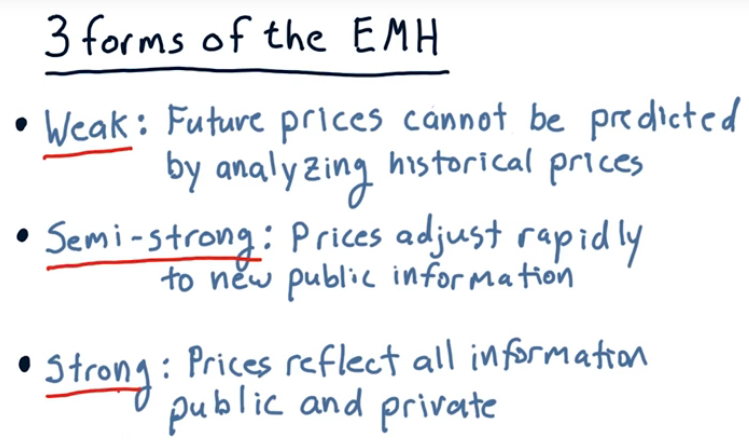 3 forms of the EMH
• Weak: Future prices cannot be predicted
by analyzing historical prices
• Semi-strong: Prices adjust rapidly
to new public information
• Strong: Prices reflect all information
public and private